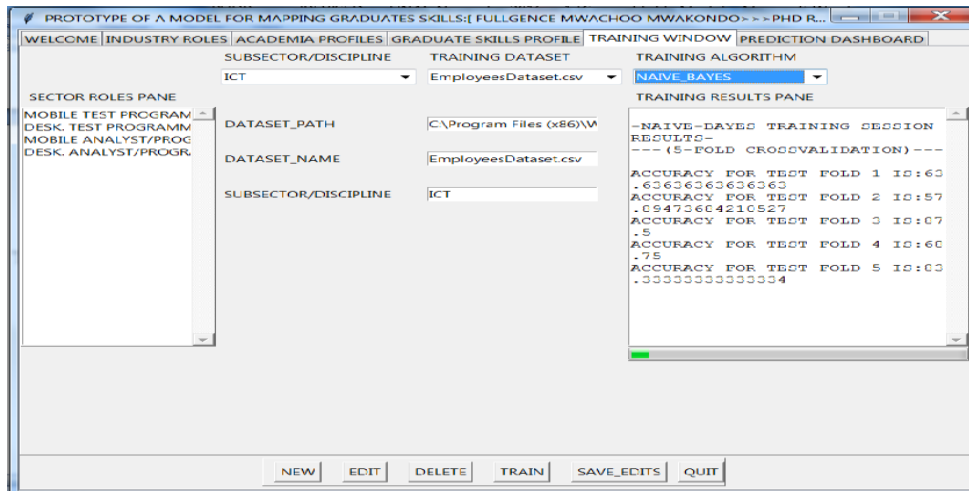 PROTOTYPE OF A MODEL FOR MAPPING GRADUATES SKILLS:[ FULLGENCE MWACHOO MWAKONDO>>>PHD R...
WELCOME INDUSTRY ROLES ACADEMIA PROFILES GRADUATE SKILLS PROFILE TRAINING WINDOW PREDICTION DASHBOARD
SUBSECTOR/DISCIPLINE TRAINING DATASET TRAINING ALGORITHM
ICT EmployeesDataset.csv NAIVE_BAYES
SECTOR ROLES PANE TRAINING RESULTS PANE
MOBILE TEST PROGRAM
DESK. TEST PROGRAMM
MOBILE ANALYST/PROG
DESK. ANALYST/PROGR.
DATASET_PATH C:\Program Files (x86)\W
DATASET_NAME EmployeesDataset.csv
SUBSECTOR/DISCIPLINE ICT
-NAIVE-BAYES TRAINING SESSION
RESULTS-
---(5-FOLD CROSSVALIDATION)---
ACCURACY FOR TEST FOLD 1 IS:63
.63636363636363
ACCURACY FOR TEST FOLD 2 IS:57
.89473684210527
ACCURACY FOR TEST FOLD 3 IS:
.5
ACCURACY FOR TEST FOLD 4 IS:
.75
ACCURACY FOR TEST FOLD 5 IS:
.33333333333334
NEW EDIT DELETE TRAIN SAVE_EDITS QUIT